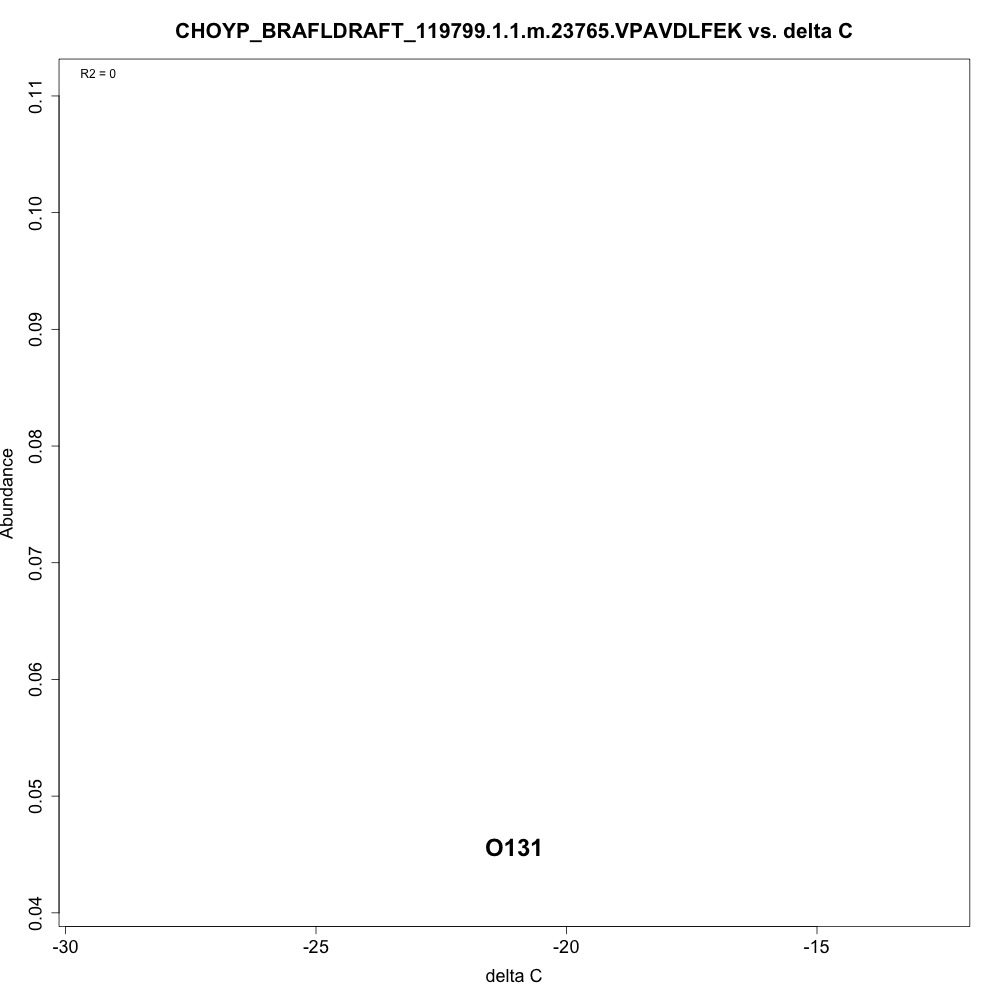 CHOYP_BRAFLDRAFT_119799.1.1.m.23765.VPAVDLFEK vs. delta C
R2 = 0
0.11
0.10
0.09
0.08
0.07
0.06
0.05
0.04
Abundance
O131
-30 -25 -20 -15
delta C